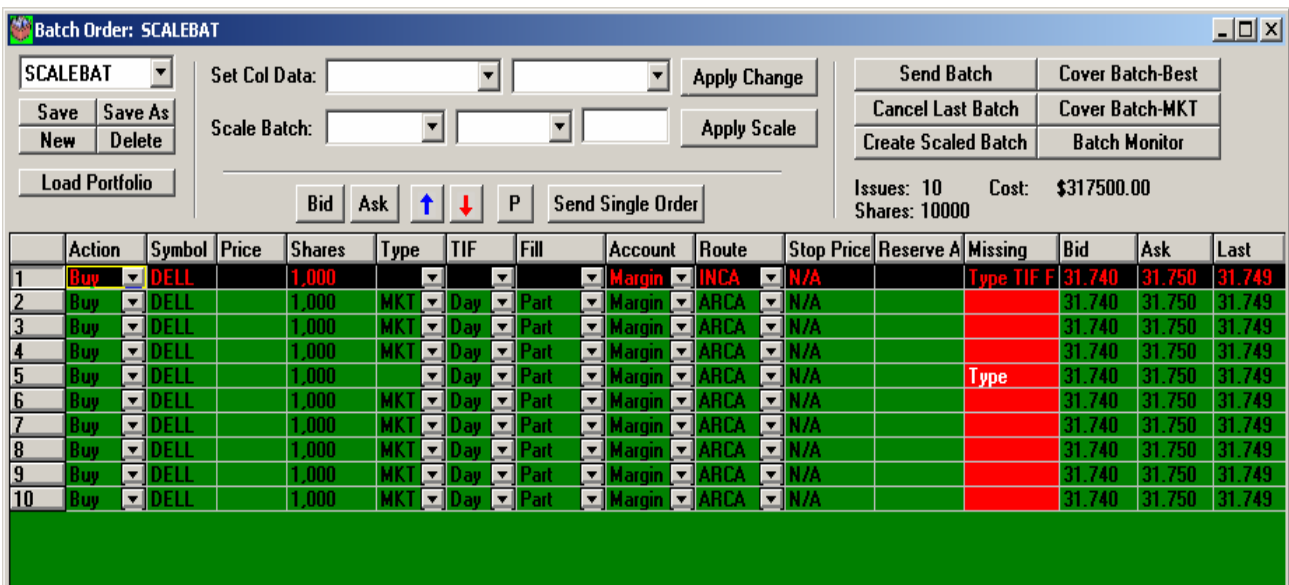 Batch Order: SCALEBAT
SCALEBAT Set Col Data: Apply Change Send Batch Cover Batch-Best
Save Save As Scale Batch: Apply Scale Cancel Last Batch Cover Batch-MKT
New Delete Create Scaled Batch Batch Monitor
Load Portfolio Issues: 10 Cost: $317500.00
Bid Ask P Send Single Order Shares: 10000
Action Symbol Price Shares Type TIF Fill Account Route Stop Price Reserve A Missing Bid Ask Last
1 Buy DELL 1,000 Margin INCA N/A Type TIF F 31.740 31.750 31.749
2 Buy DELL 1,000 MKT Day Part Margin ARCA N/A 31.740 31.750 31.749
3 Buy DELL 1,000 MKT Day Part Margin ARCA N/A 31.740 31.750 31.749
4 Buy DELL 1,000 MKT Day Part Margin ARCA N/A 31.740 31.750 31.749
5 Buy DELL 1,000 Day Part Margin ARCA N/A Type 31.740 31.750 31.749
6 Buy DELL 1,000 MKT Day Part Margin ARCA N/A 31.740 31.750 31.749
7 Buy DELL 1,000 MKT Day Part Margin ARCA N/A 31.740 31.750 31.749
8 Buy DELL 1,000 MKT Day Part Margin ARCA N/A 31.740 31.750 31.749
9 Buy DELL 1,000 MKT Day Part Margin ARCA N/A 31.740 31.750 31.749
10 Buy DELL 1,000 MKT Day Part Margin ARCA N/A 31.740 31.750 31.749